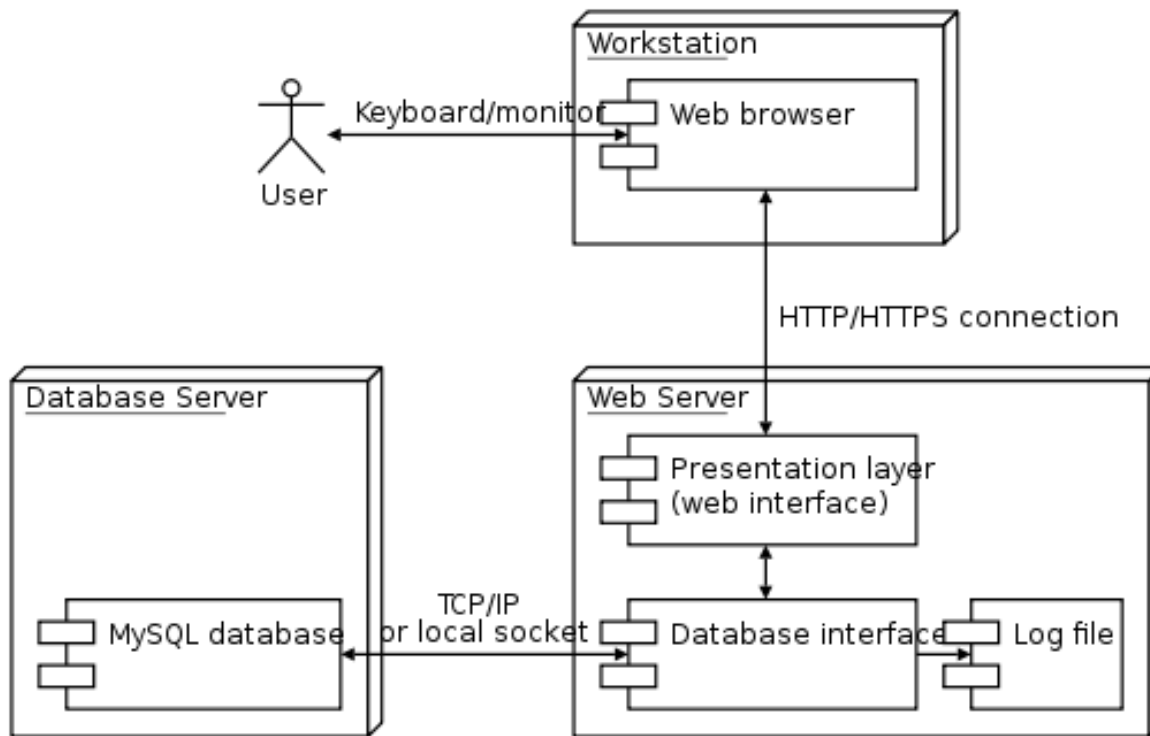 Workstation
Keyboard/monitor
Web browser
User
HTTP/HTTPS connection
Database Server
Web Server
Presentation layer
(web interface)
TCP/IP
or local socket
MySQL database
Database interface
Log file